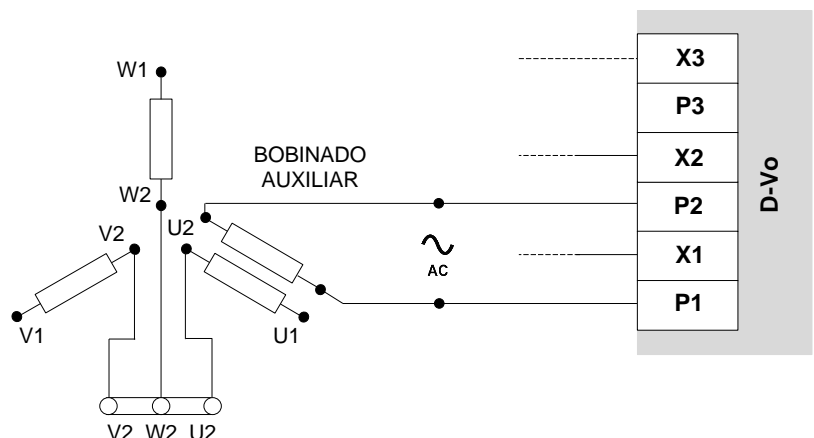 W1
X3
P3
BOBINADO
AUXILIAR
X2
W2
P2
V2
U2
D-Vo
AC
X1
P1
V1
U1
V2 W2 U2